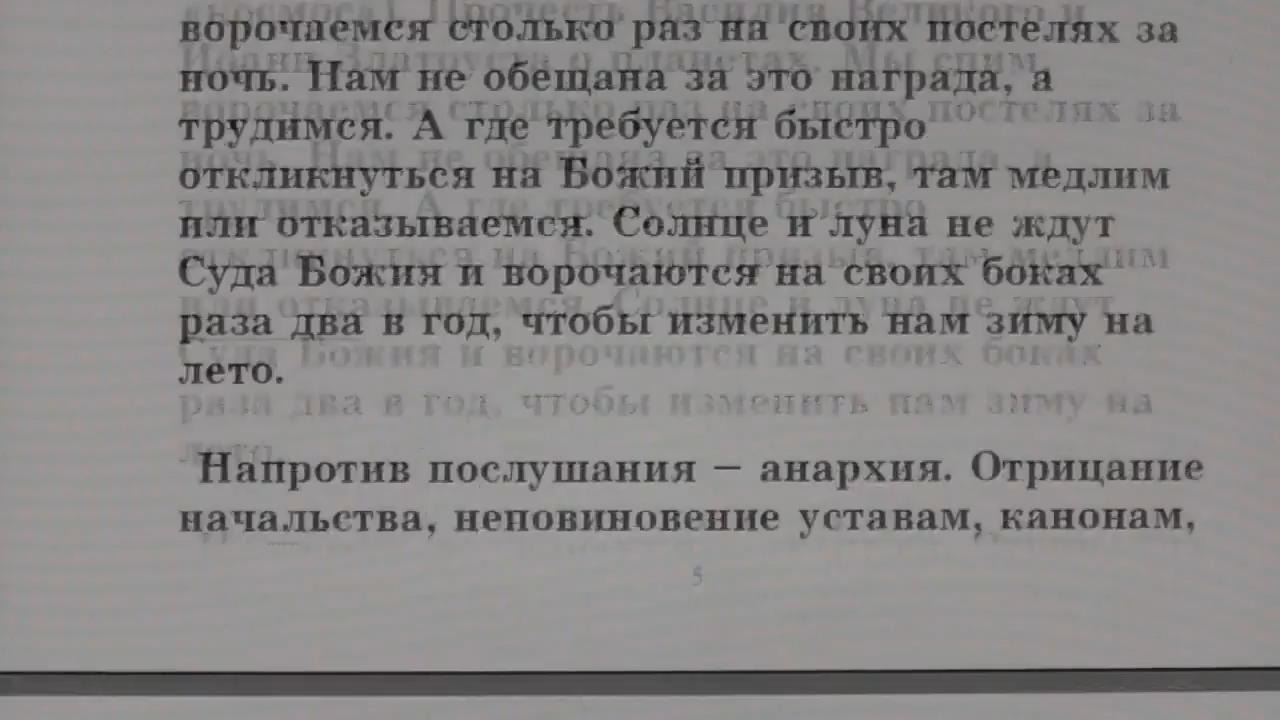 ворочаемся столько раз на своих постелях за
ночь. Нам не обещана за это награда, а
трудимся. А где требуется быстро
откликнуться на Божий призыв, там медлим
или отказываемся. Солнце и луна не ждут
Суда Божия и ворочаются на своих боках
раза два в год, чтобы изменить нам зиму на
лето.
Напротив послушания – анархия. Отрицание
начальства, неповиновение уставам, канонам,
5